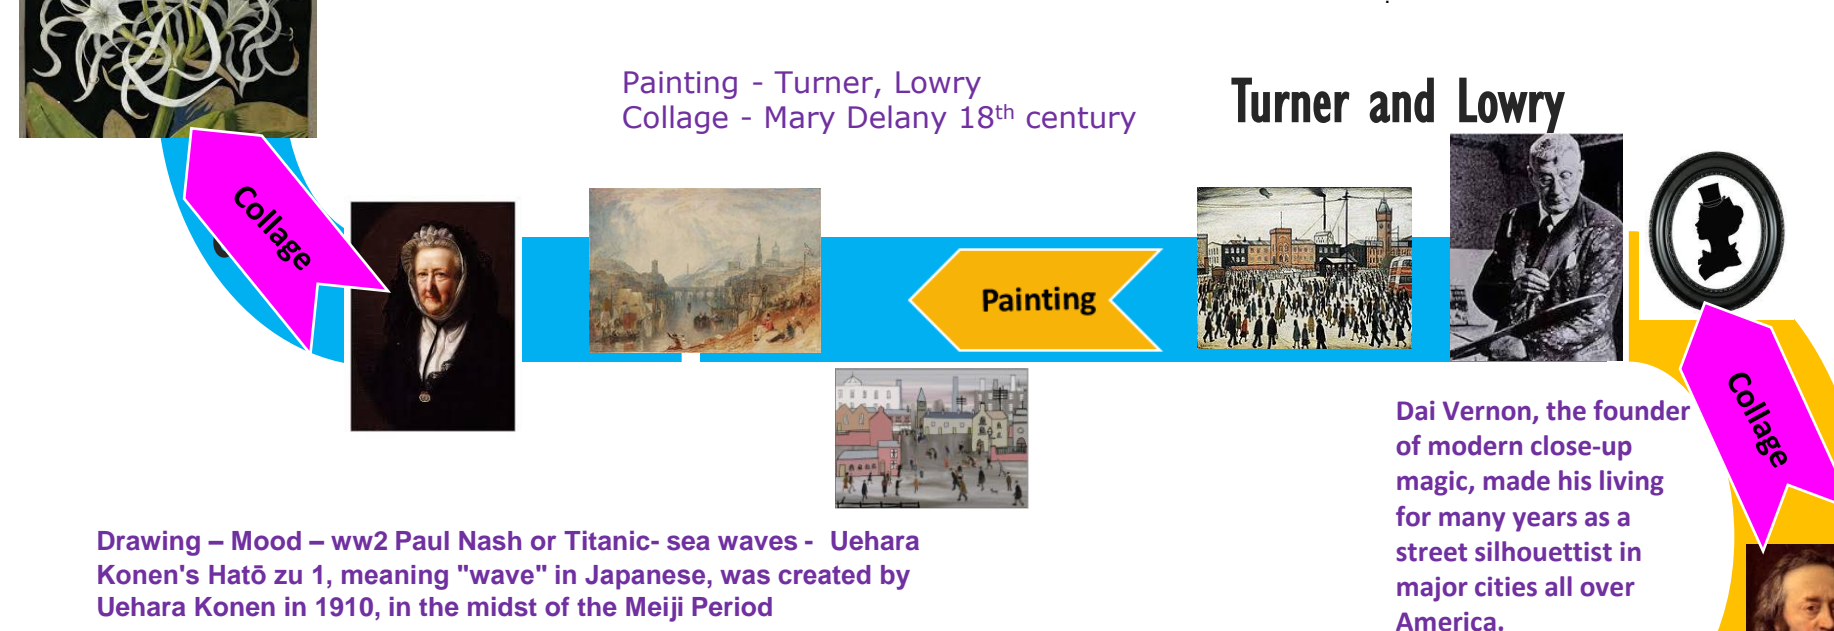 Painting - Turner, Lowry
Collage - Mary Delany 18th century
Turner and Lowry
Collage
Painting
Collage
Dai Vernon, the founder
of modern close-up
magic, made his living
for many years as a
street silhouettist in
major cities all over
America.
Drawing – Mood – ww2 Paul Nash or Titanic- sea waves - Uehara
Konen's Hatō zu 1, meaning "wave" in Japanese, was created by
Uehara Konen in 1910, in the midst of the Meiji Period